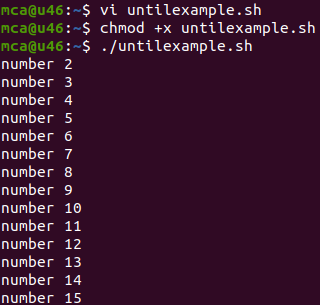 mca@u46:~$ vi untilexample.sh
mca@u46:~$ chmod +x untilexample.sh
mca@u46:~$ ./untilexample.sh
number 2
number 3
number 4
number 5
number 6
number 7
number 8
number 9
number 10
number 11
number 12
number 13
number 14
number 15